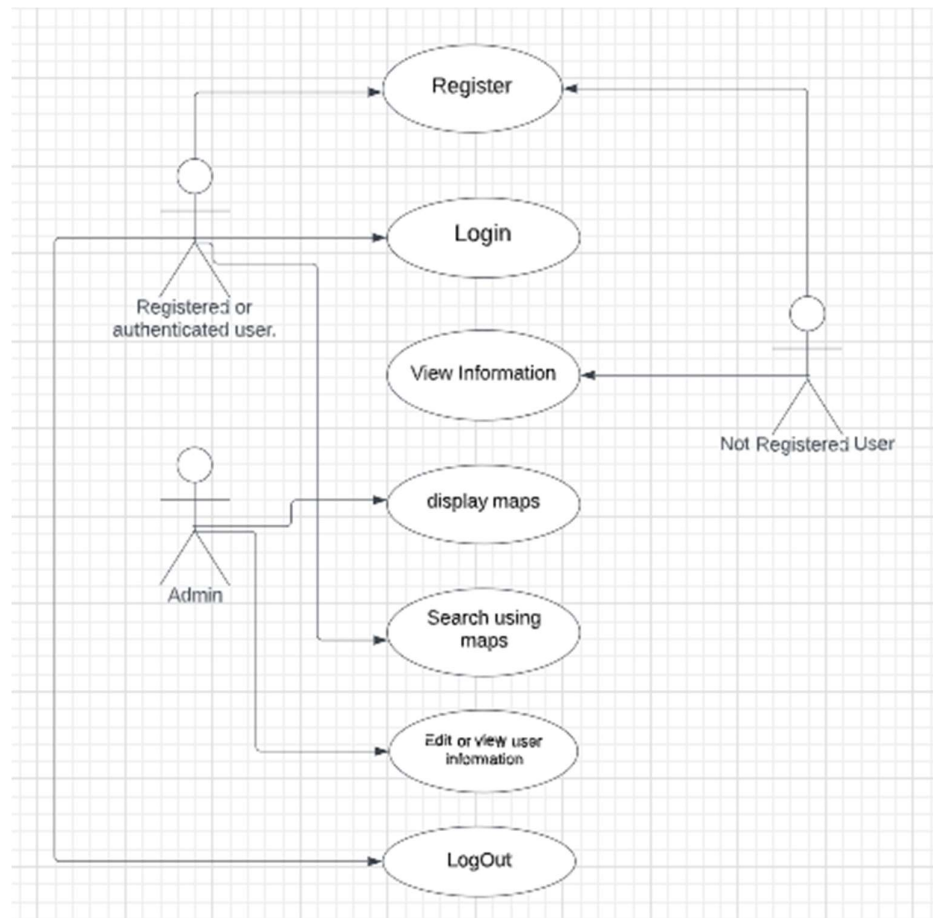 Register
Login
Registered or
authenticated user.
View Information
Not Registered User
display maps
Admin
Search using
maps
Edit or view user
information
LogOut